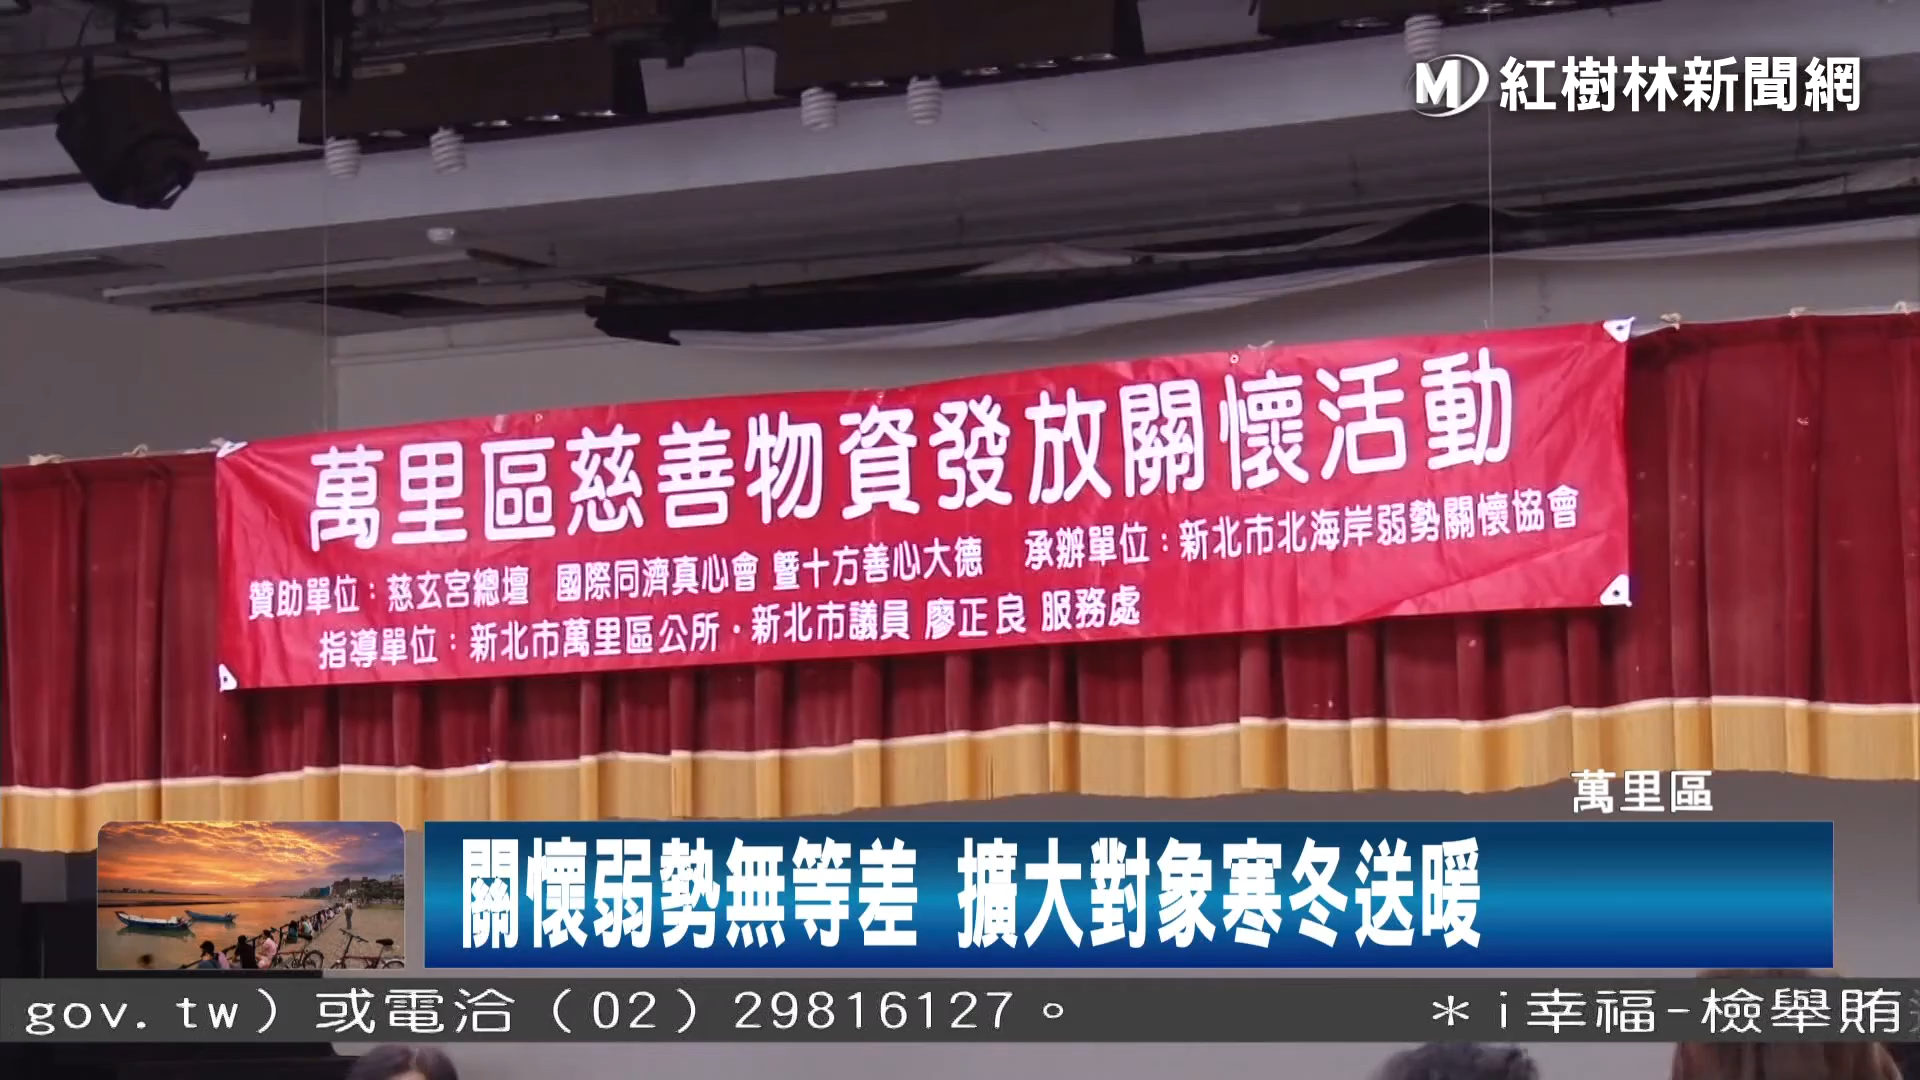 M 紅樹林新聞網
萬里區慈善物資發放關懷活動
贊助單位：慈玄宮總壇 國際同濟真心會 暨十方善心大德 承辦單位：新北市北海岸弱勢關懷協會
指導單位：新北市萬里區公所・新北市議員 廖正良 服務處
萬里區
關懷弱勢無等差 擴大對象寒冬送暖
gov.tw）或電洽（02）29816127。 ＊i幸福-檢舉賄